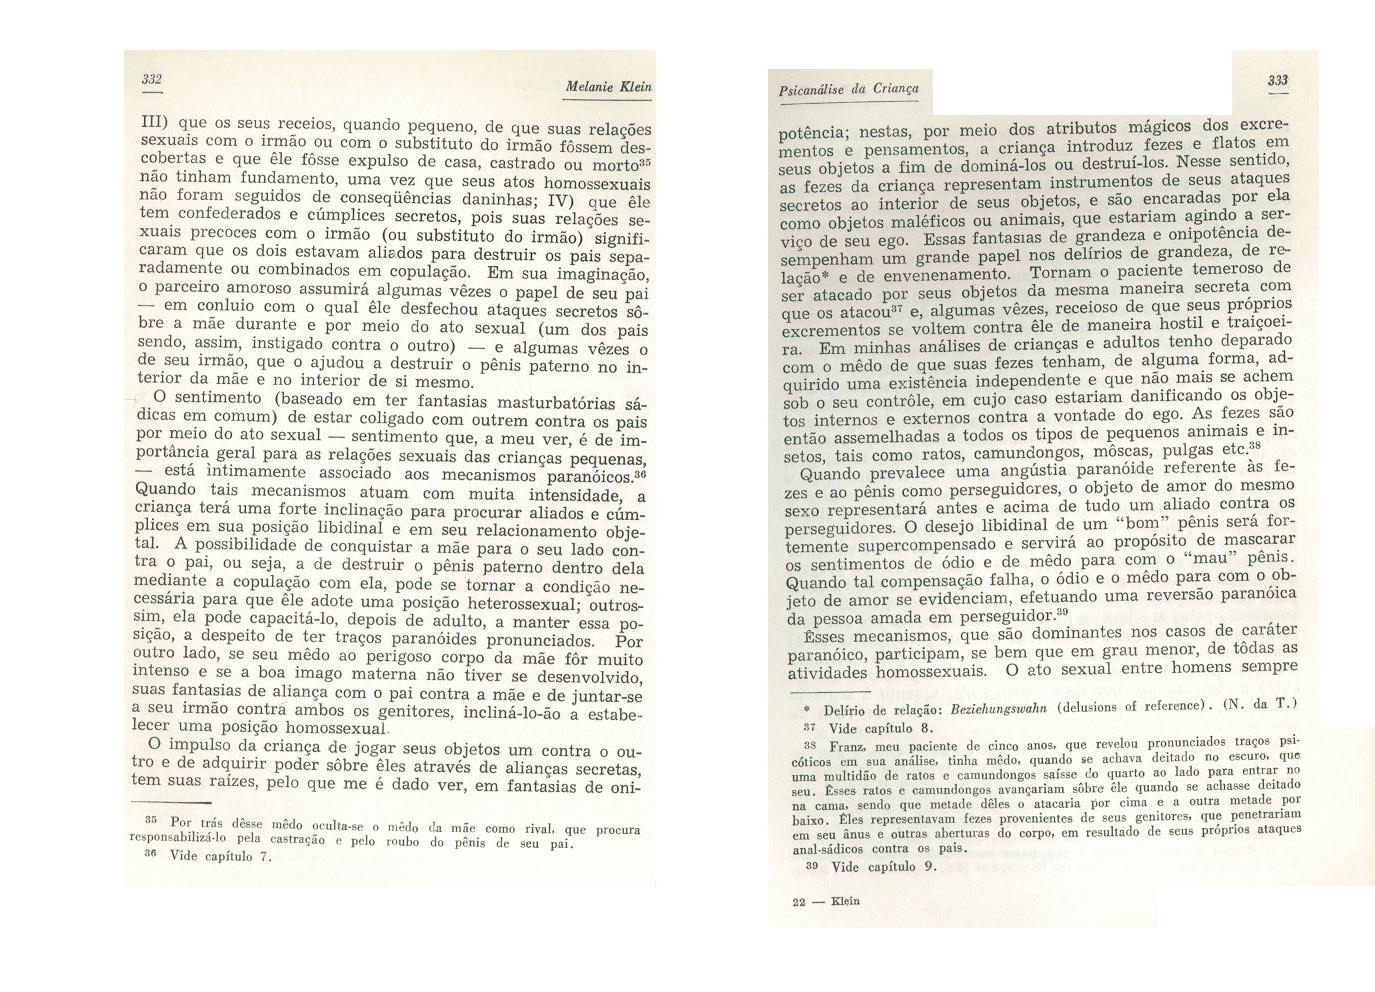 332
Melanie Klein
III) que os seus receios, quando pequeno, de que suas relações
sexuais com o irmão ou com o substituto do irmão fôssem des-
cobertas e que êle fôsse expulso de casa, castrado ou morto³⁵
não tinham fundamento, uma vez que seus atos homossexuais
não foram seguidos de conseqüências daninhas; IV) que êle
tem confederados e cúmplices secretos, pois suas relações se-
xuais precoces com o irmão (ou substituto do irmão) signifi-
caram que os dois estavam aliados para destruir os pais sepa-
radamente ou combinados em copulação. Em sua imaginação,
o parceiro amoroso assumirá algumas vêzes o papel de seu pai
— em conluio com o qual êle desfechou ataques secretos sô-
bre a mãe durante e por meio do ato sexual (um dos pais
sendo, assim, instigado contra o outro) — e algumas vêzes o
de seu irmão, que o ajudou a destruir o pênis paterno no in-
terior da mãe e no interior de si mesmo.
O sentimento (baseado em ter fantasias masturbatórias sá-
dicas em comum) de estar coligado com outrem contra os pais
por meio do ato sexual — sentimento que, a meu ver, é de im-
portância geral para as relações sexuais das crianças pequenas,
— está ìntimamente associado aos mecanismos paranóicos.³⁶
Quando tais mecanismos atuam com muita intensidade, a
criança terá uma forte inclinação para procurar aliados e cúm-
plices em sua posição libidinal e em seu relacionamento obje-
tal. A possibilidade de conquistar a mãe para o seu lado con-
tra o pai, ou seja, a de destruir o pênis paterno dentro dela
mediante a copulação com ela, pode se tornar a condição ne-
cessária para que êle adote uma posição heterossexual; outros-
sim, ela pode capacitá-lo, depois de adulto, a manter essa po-
sição, a despeito de ter traços paranóides pronunciados. Por
outro lado, se seu mêdo ao perigoso corpo da mãe fôr muito
intenso e se a boa imago materna não tiver se desenvolvido,
suas fantasias de aliança com o pai contra a mãe e de juntar-se
a seu irmão contra ambos os genitores, incliná-lo-ão a estabe-
lecer uma posição homossexual.
O impulso da criança de jogar seus objetos um contra o ou-
tro e de adquirir poder sôbre êles através de alianças secretas,
tem suas raízes, pelo que me é dado ver, em fantasias de oni-
35 Por trás dêsse mêdo oculta-se o mêdo da mãe como rival, que procura
responsabilizá-lo pela castração e pelo roubo do pênis de seu pai.
36 Vide capítulo 7.
Psicanálise da Criança
333
potência; nestas, por meio dos atributos mágicos dos excre-
mentos e pensamentos, a criança introduz fezes e flatos em
seus objetos a fim de dominá-los ou destruí-los. Nesse sentido,
as fezes da criança representam instrumentos de seus ataques
secretos ao interior de seus objetos, e são encaradas por ela
como objetos maléficos ou animais, que estariam agindo a ser-
viço de seu ego. Essas fantasias de grandeza e onipotência de-
sempenham um grande papel nos delírios de grandeza, de re-
lação* e de envenenamento. Tornam o paciente temeroso de
ser atacado por seus objetos da mesma maneira secreta com
que os atacou³⁷ e, algumas vêzes, receioso de que seus próprios
excrementos se voltem contra êle de maneira hostil e traiçoei-
ra. Em minhas análises de crianças e adultos tenho deparado
com o mêdo de que suas fezes tenham, de alguma forma, ad-
quirido uma existência independente e que não mais se achem
sob o seu contrôle, em cujo caso estariam danificando os obje-
tos internos e externos contra a vontade do ego. As fezes são
então assemelhadas a todos os tipos de pequenos animais e in-
setos, tais como ratos, camundongos, môscas, pulgas etc.³⁸
Quando prevalece uma angústia paranóide referente às fe-
zes e ao pênis como perseguidores, o objeto de amor do mesmo
sexo representará antes e acima de tudo um aliado contra os
perseguidores. O desejo libidinal de um “bom” pênis será for-
temente supercompensado e servirá ao propósito de mascarar
os sentimentos de ódio e de mêdo para com o “mau” pênis.
Quando tal compensação falha, o ódio e o mêdo para com o ob-
jeto de amor se evidenciam, efetuando uma reversão paranóica
da pessoa amada em perseguidor.³⁹
Êsses mecanismos, que são dominantes nos casos de caráter
paranóico, participam, se bem que em grau menor, de tôdas as
atividades homossexuais. O ato sexual entre homens sempre
* Delírio de relação: Beziehungswahn (delusions of reference). (N. da T.)
37 Vide capítulo 8.
38 Franz, meu paciente de cinco anos, que revelou pronunciados traços psi-
cóticos em sua análise, tinha mêdo, quando se achava deitado no escuro, que
uma multidão de ratos e camundongos saísse do quarto ao lado para entrar no
seu. Êsses ratos e camundongos avançariam sôbre êle quando se achasse deitado
na cama, sendo que metade dêles o atacaria por cima e a outra metade por
baixo. Êles representavam fezes provenientes de seus genitores, que penetrariam
em seu ânus e outras aberturas do corpo, em resultado de seus próprios ataques
anal-sádicos contra os pais.
39 Vide capítulo 9.
22 — Klein